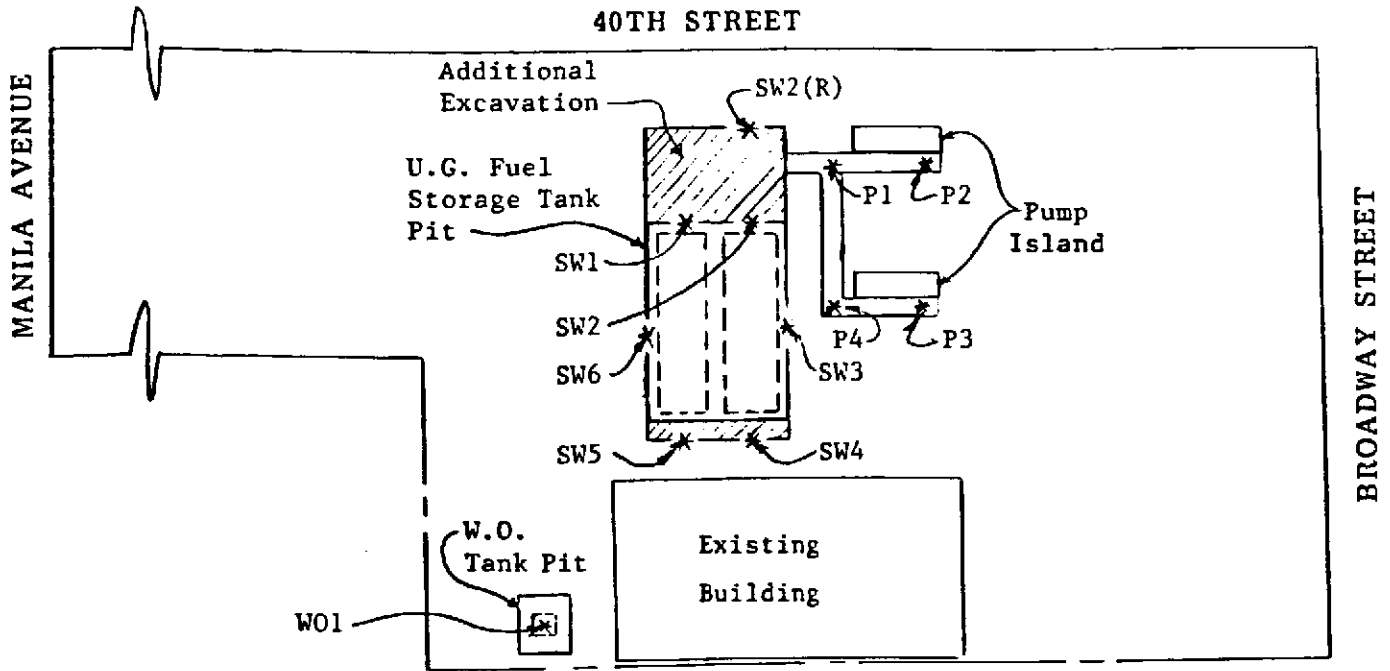 40TH STREET
MANILA AVENUE
BROADWAY STREET
Additional
Excavation
SW2(R)
U.G. Fuel
Storage Tank
Pit
P1
P2
Pump
Island
SW1
SW2
P4
P3
SW6
SW3
SW5
SW4
W.O.
Tank Pit
WO1
Existing
Building